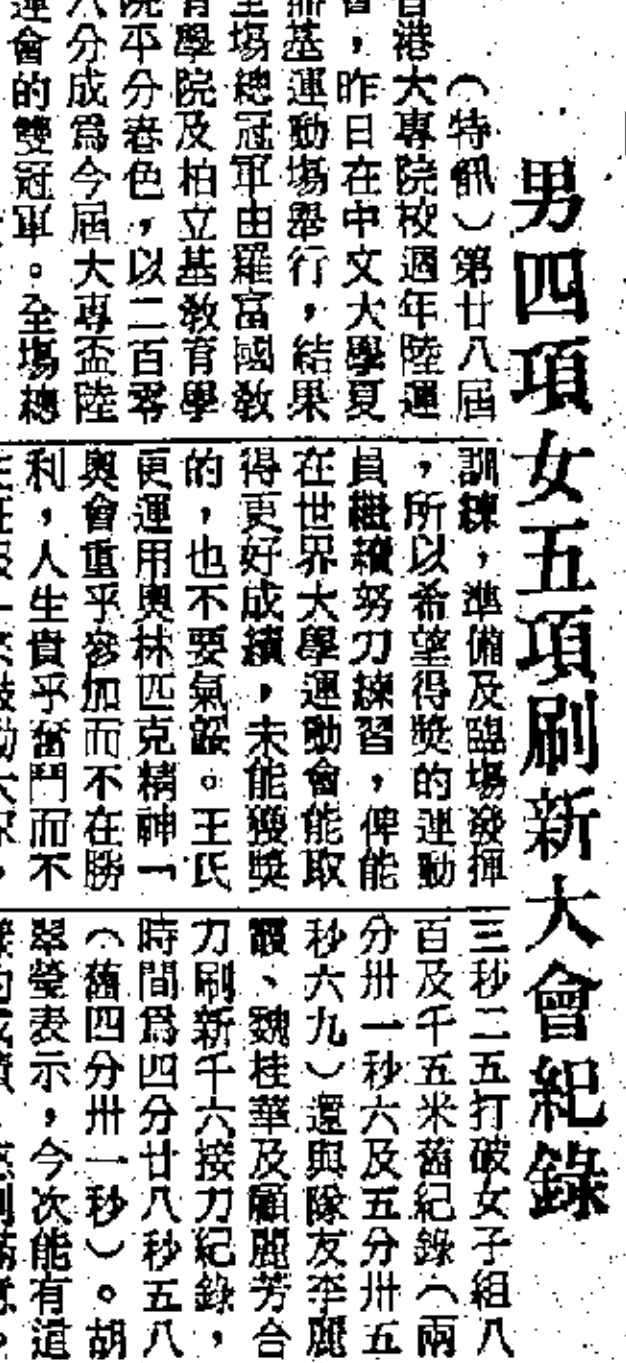 男四項女五項刷新大會紀錄
（特訊）第廿八屆
香港大專院校週年陸運
會，昨日在中文大學夏
鼎基運動場舉行，結果
全場總冠軍由羅富國教
育學院及柏立基教育學
院平分春色，以二百零
分成爲今屆大專盃陸
運會的雙冠軍。全場總
訓練，準備及臨場發揮
，所以希望得獎的運動
員繼續努力練習，俾能
在世界大學運動會能取
得更好成績，未能獲獎
的，也不要氣餒。王氏
更運用奧林匹克精神「
奧會重乎參加而不在勝
利，人生貴乎奮鬥而不
三秒二五打破女子組八
百及千五米舊紀錄（兩
分卅一秒六及五分卅五
秒六九）還與隊友李麗
霞、魏桂華及顧麗芳合
力刷新千六接力紀錄，
時間爲四分廿八秒五八
（舊四分卅一秒）。胡
翠瑩表示，今次能有這